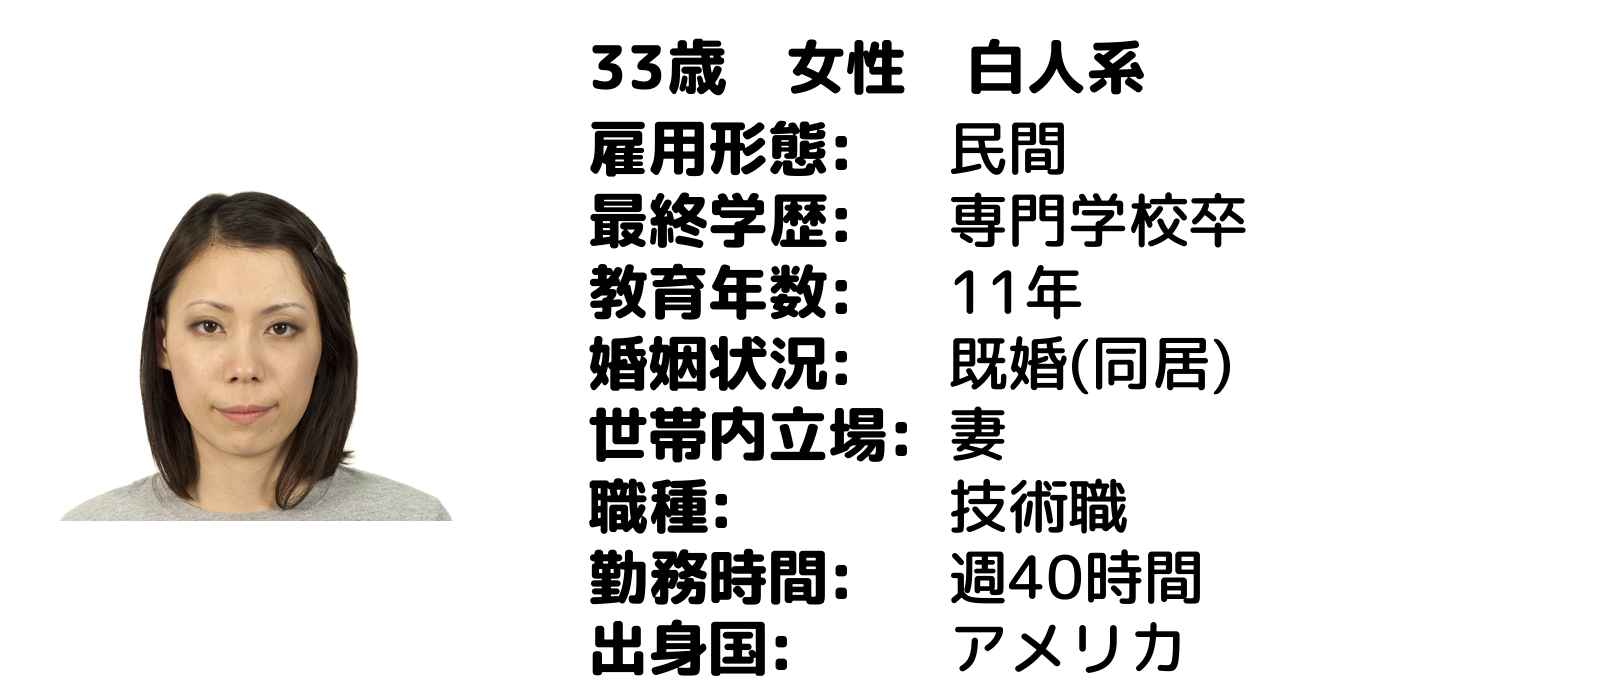 33歳　女性　白人系
雇用形態:　民間
最終学歴:　専門学校卒
教育年数:　11年
婚姻状況:　既婚(同居)
世帯内立場:　妻
職種:　技術職
勤務時間:　週40時間
出身国:　アメリカ